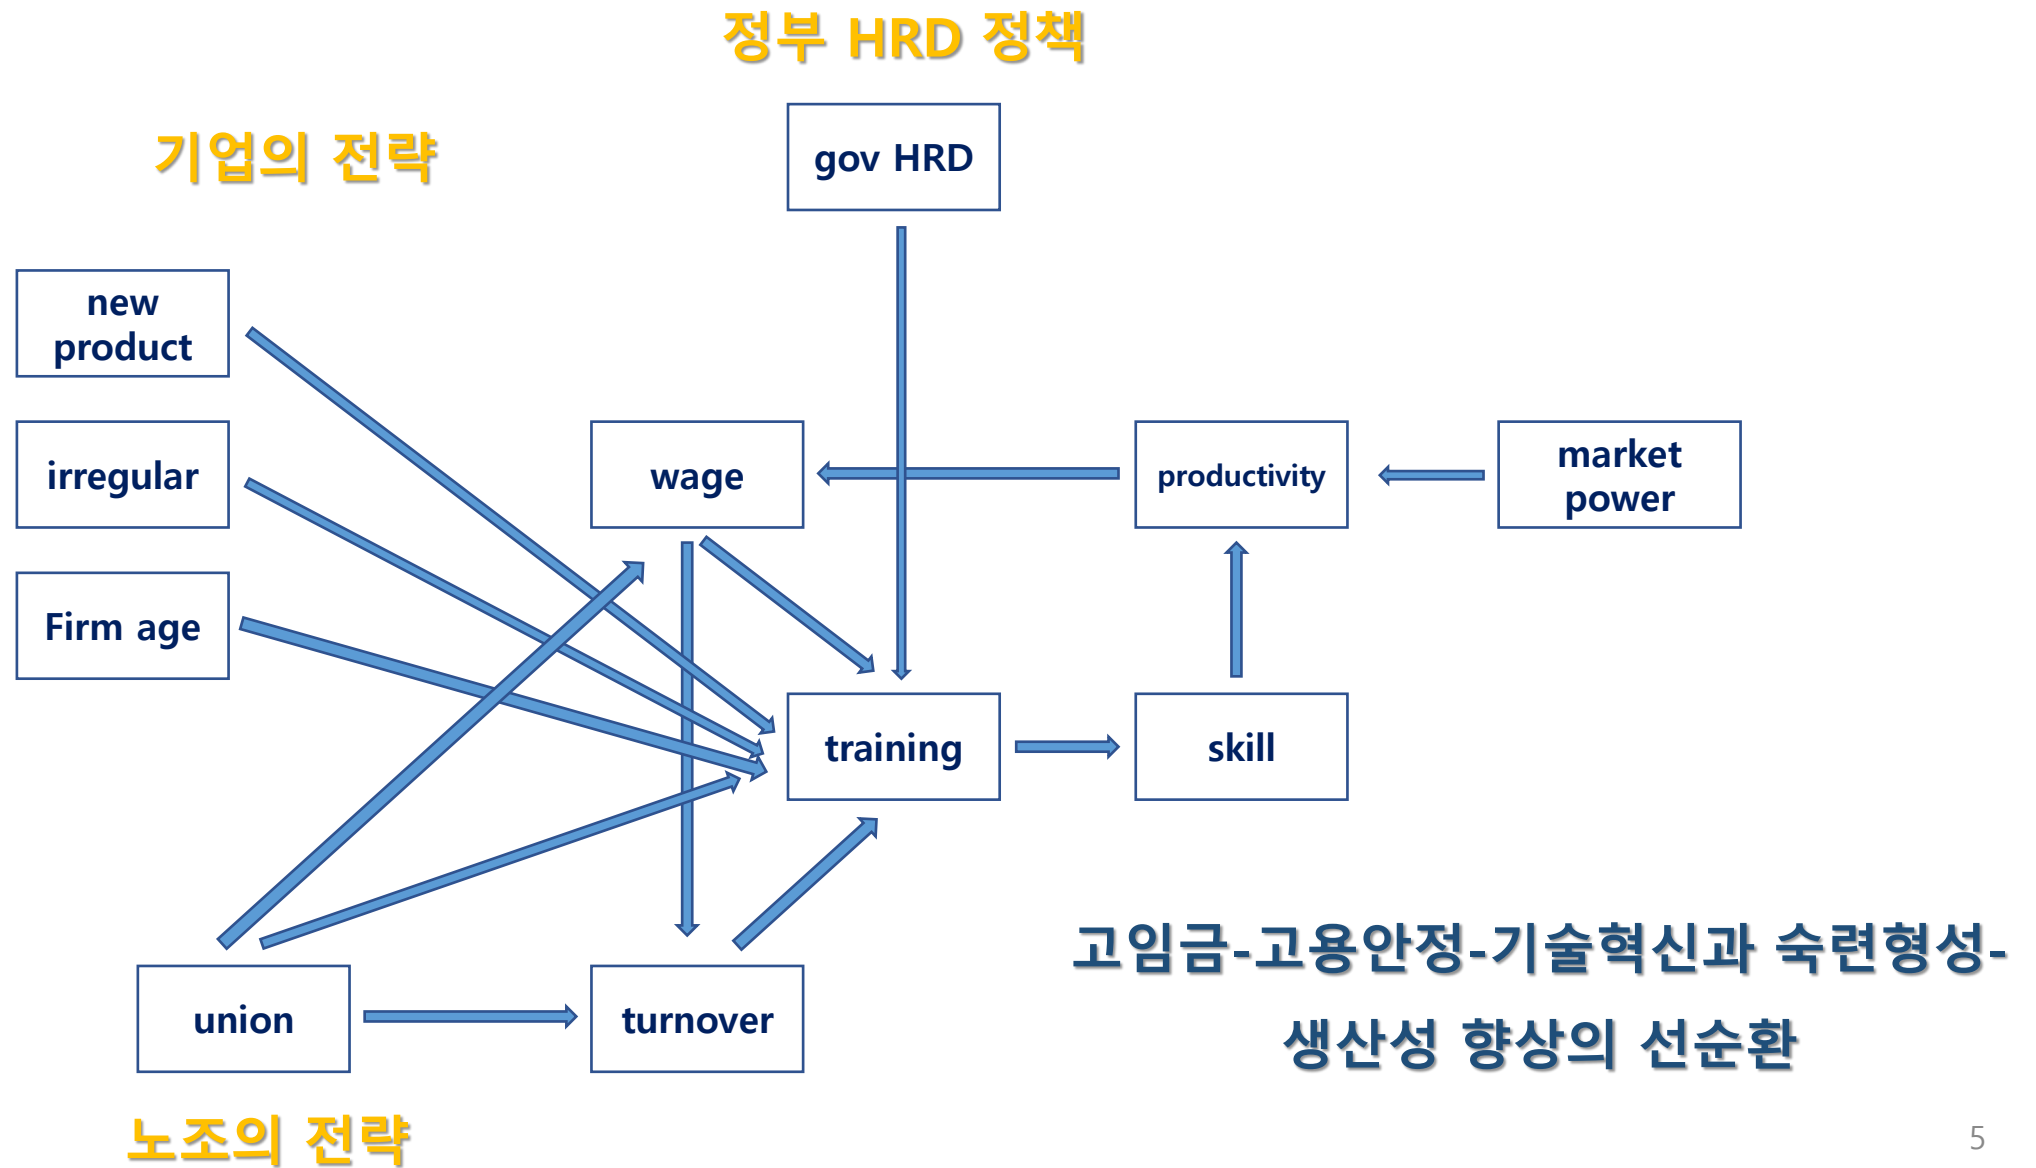 정부 HRD 정책
기업의 전략
gov HRD
new
product
irregular
wage
productivity
market
power
Firm age
training
skill
union
turnover
고임금-고용안정-기술혁신과 숙련형성-
생산성 향상의 선순환
노조의 전략
5